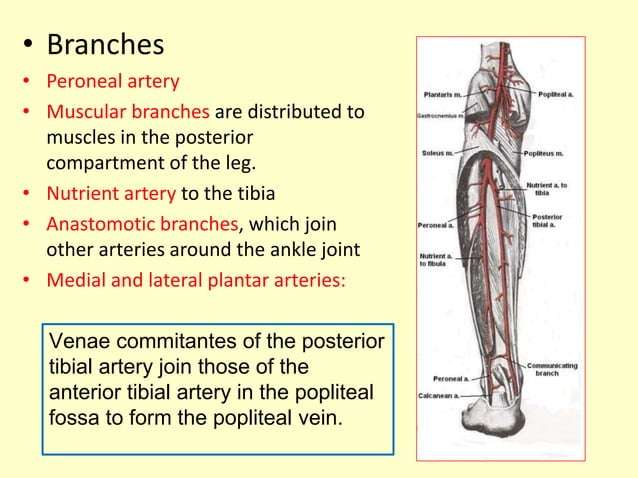 • Branches
• Peroneal artery
• Muscular branches are distributed to
muscles in the posterior
compartment of the leg.
• Nutrient artery to the tibia
• Anastomotic branches, which join
other arteries around the ankle joint
• Medial and lateral plantar arteries:
Venae commitantes of the posterior
tibial artery join those of the
anterior tibial artery in the popliteal
fossa to form the popliteal vein.
Plantaris m.
Popliteal a.
Gastrocnemius m.
Soleus m.
Popliteus m.
Nutrient a. to
tibia
Peroneal a.
Posterior
tibial a.
Nutrient a.
to fibula
Communicating
branch
Peroneal a.
Calcanean a.